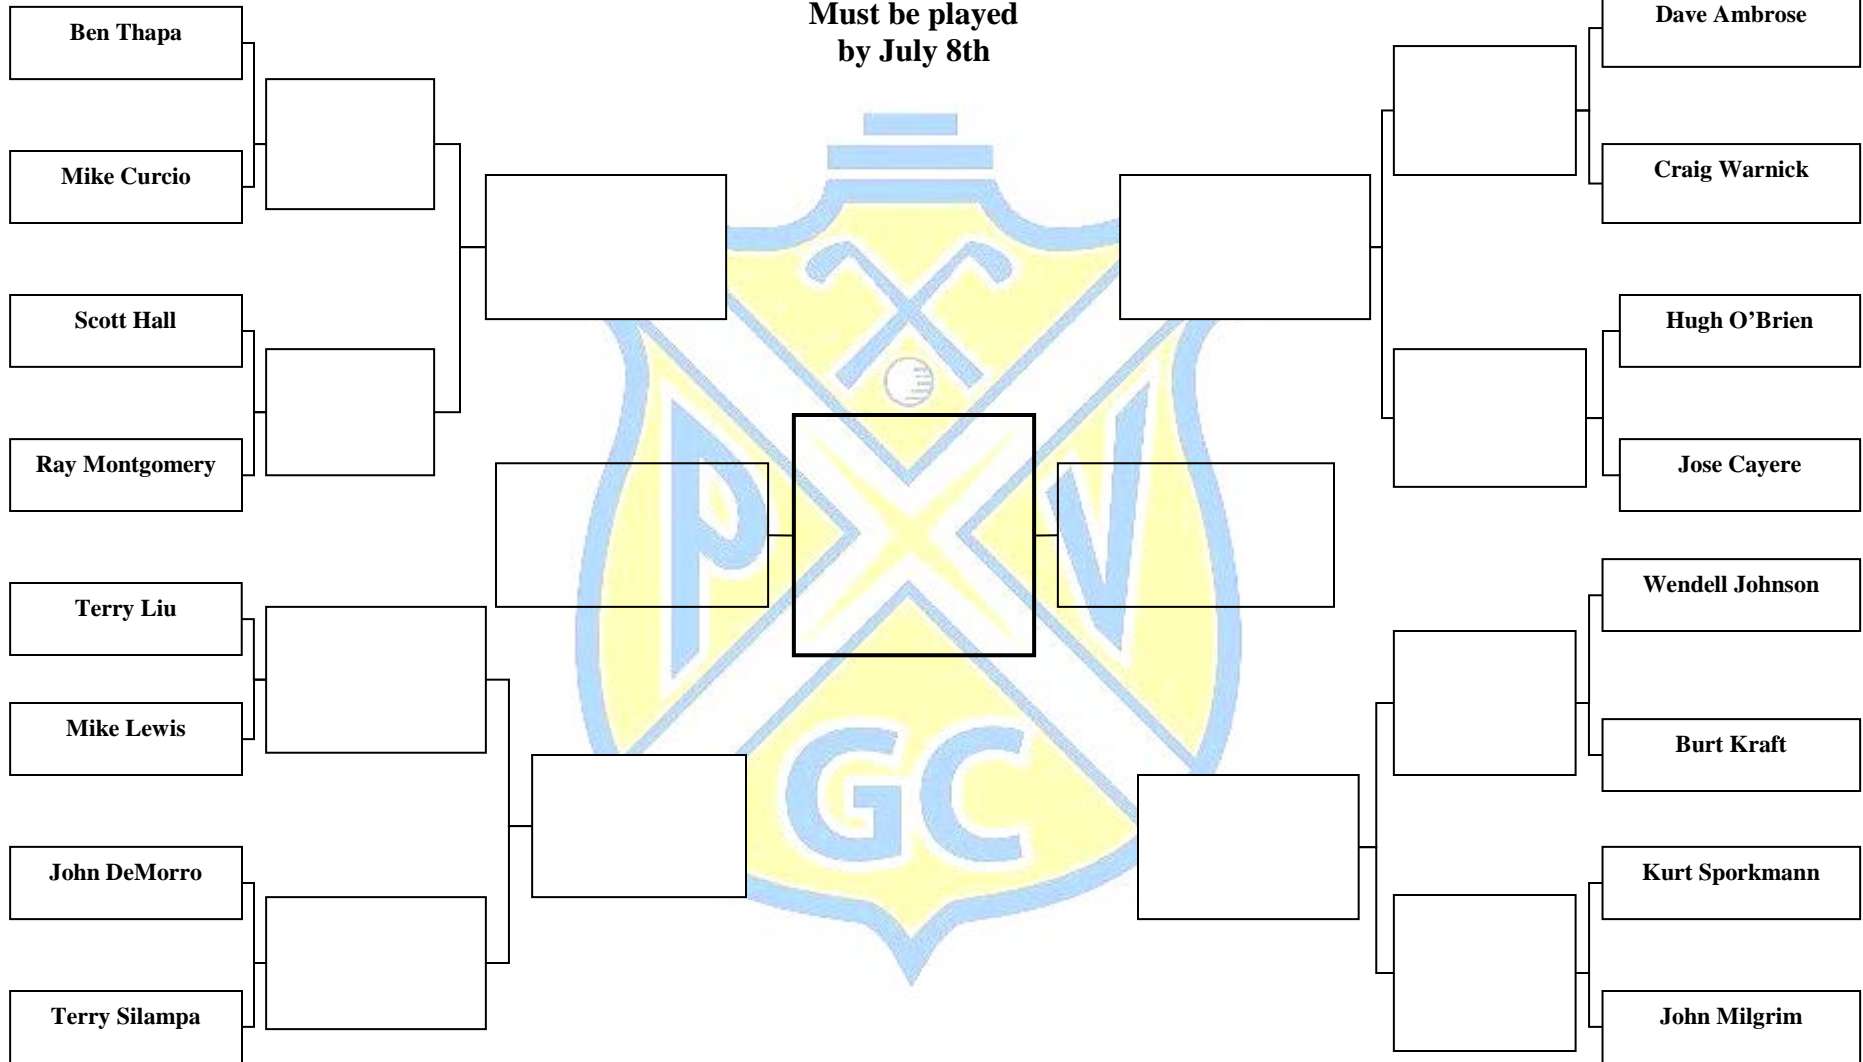 Must be played
by July 8th
Ben Thapa
Mike Curcio
Scott Hall
Ray Montgomery
Terry Liu
Mike Lewis
John DeMorro
Terry Silampa
P
V
GC
Dave Ambrose
Craig Warnick
Hugh O’Brien
Jose Cayere
Wendell Johnson
Burt Kraft
Kurt Sporkmann
John Milgrim